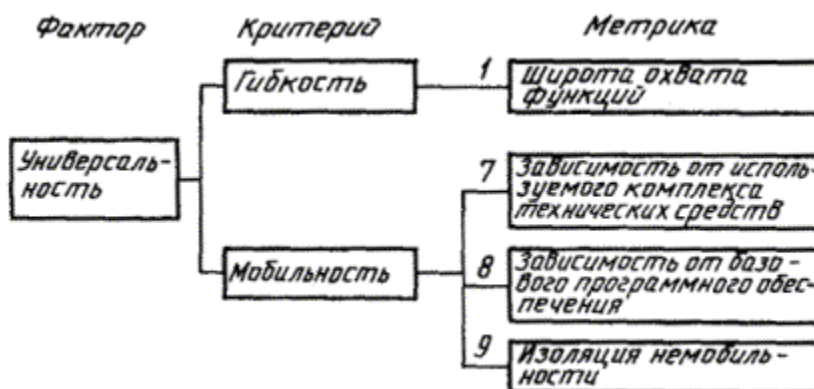 Фактор Критерий Метрика
Гибкость 1 Широта охвата
функций
Универсаль-
ность
7 Зависимость от исполь-
зуемого комплекса
технических средств
Мобильность 8 Зависимость от базо-
вого программного обес-
печения
9 Изоляция немобиль-
ности